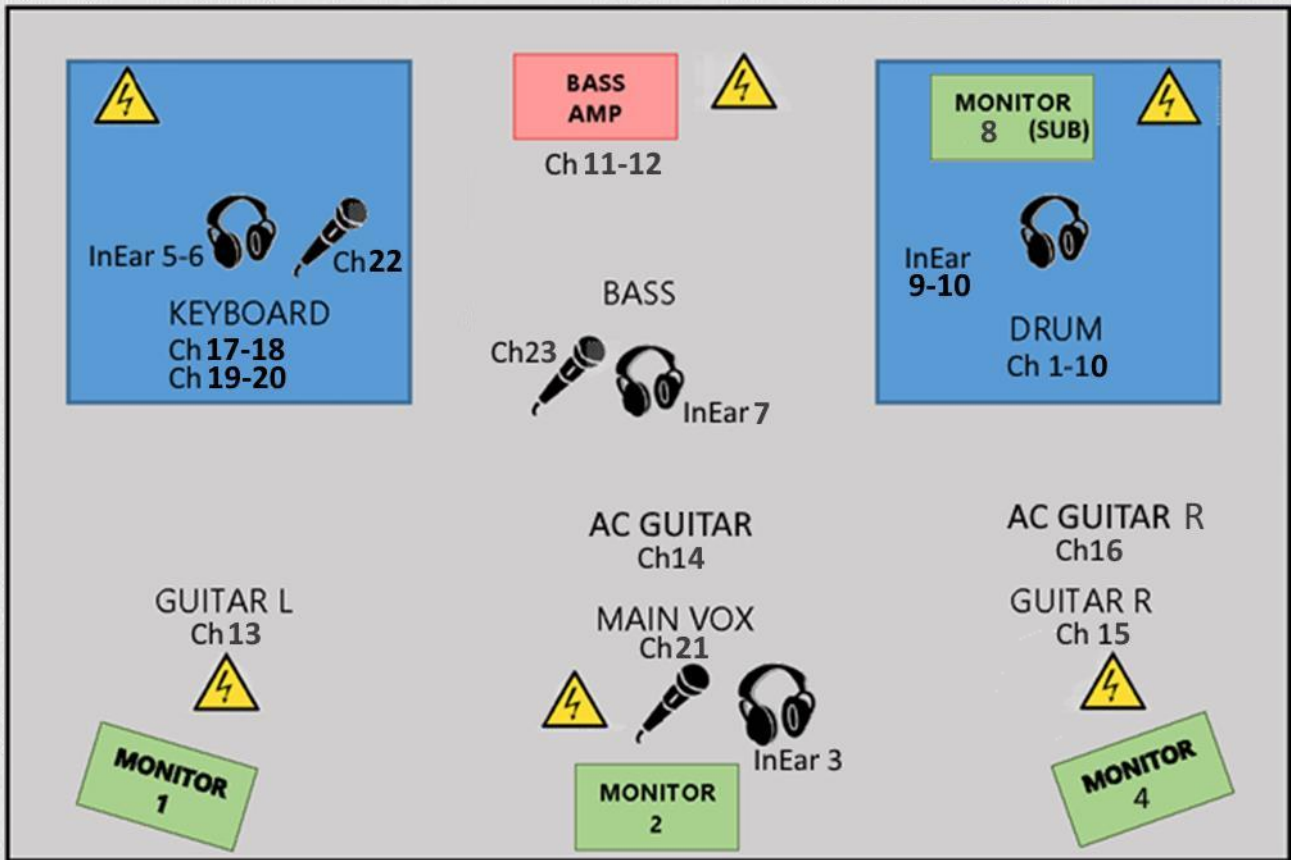 BASS
AMP
Ch 11-12
MONITOR
8 (SUB)
InEar 5-6
Ch22
KEYBOARD
Ch 17-18
Ch 19-20
BASS
Ch23
InEar 7
InEar
9-10
DRUM
Ch 1-10
AC GUITAR
Ch14
AC GUITAR R
Ch16
GUITAR L
Ch 13
MAIN VOX
Ch21
GUITAR R
Ch 15
InEar 3
MONITOR
1
MONITOR
2
MONITOR
4